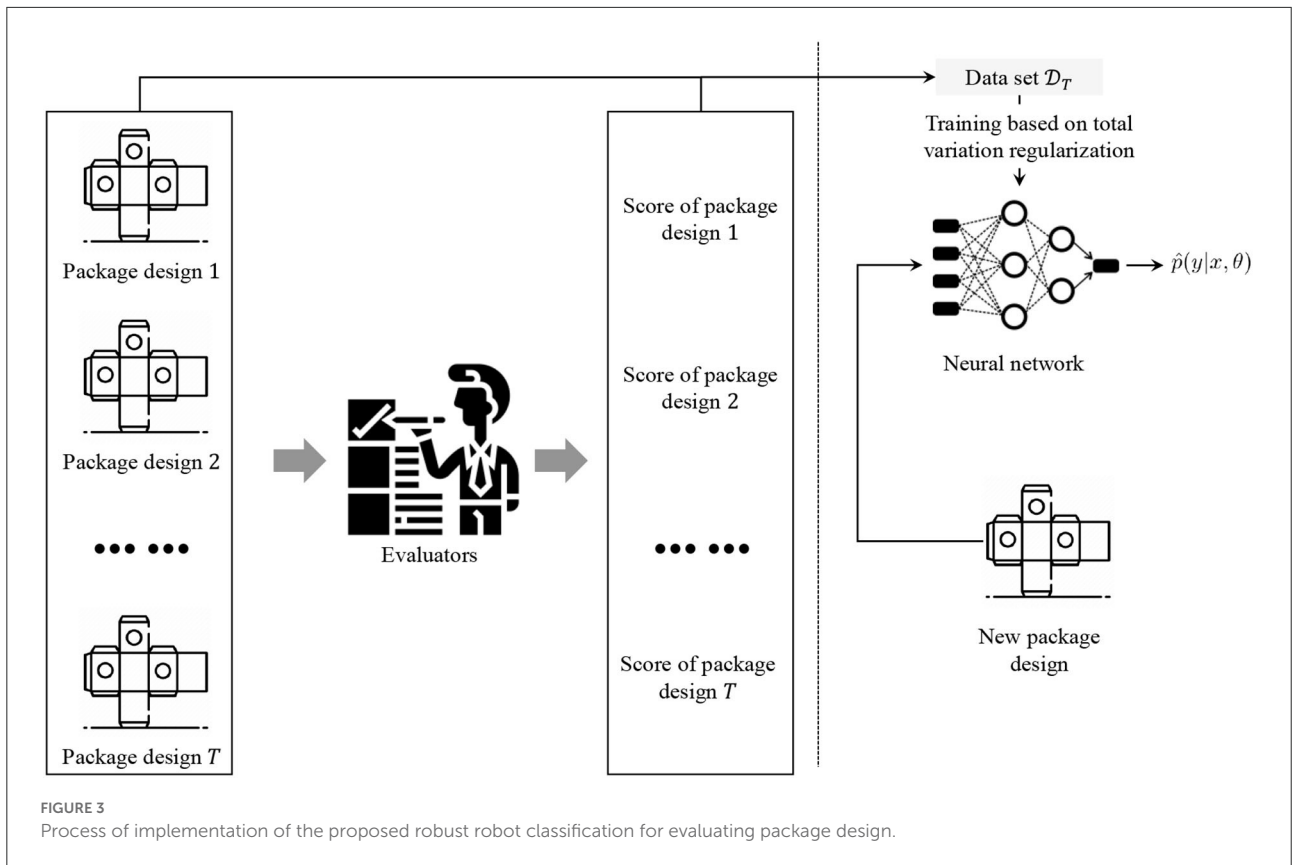 Package design 1
Package design 2
••• •••
Package design T
Evaluators
Score of package
design 1
Score of package
design 2
••• •••
Score of package
design T
Data set 𝒟_T
Training based on total
variation regularization
p̂(y|x, θ)
Neural network
New package
design
FIGURE 3
Process of implementation of the proposed robust robot classification for evaluating package design.